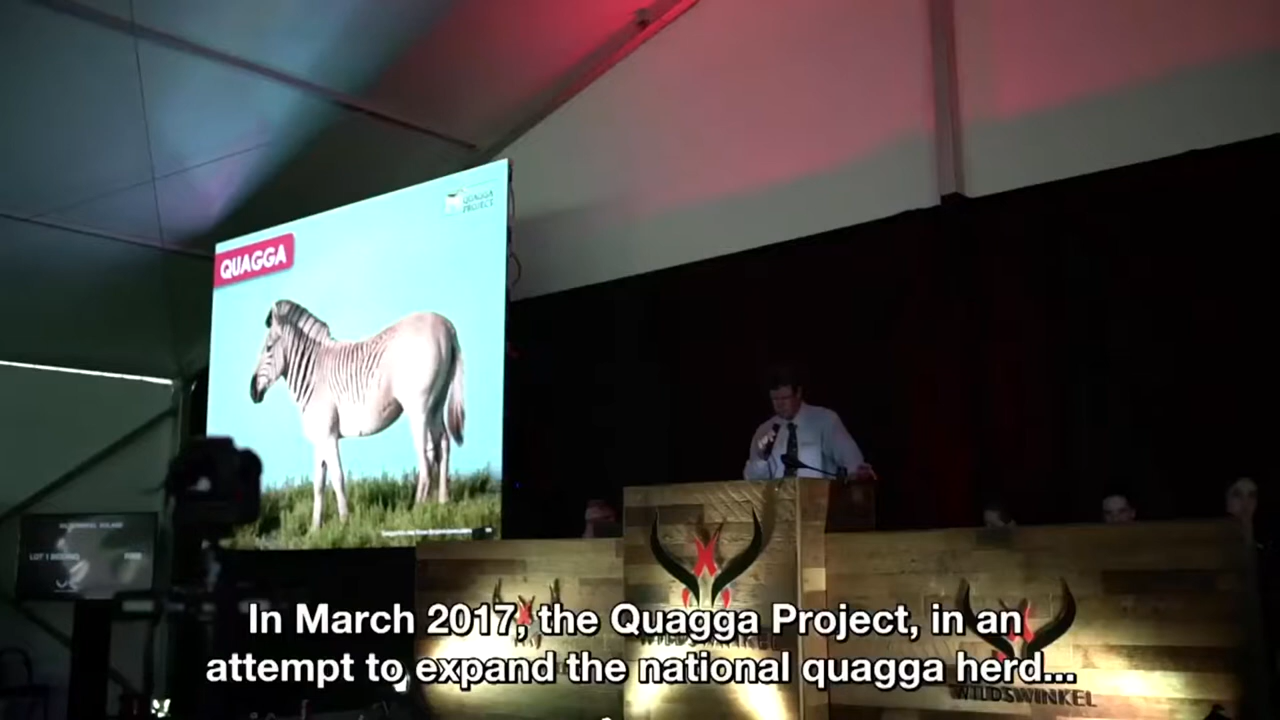 QUAGGA
PROJECT
QUAGGA
LOT 1
In March 2017, the Quagga Project, in an
attempt to expand the national quagga herd...
WILDSWINKEL